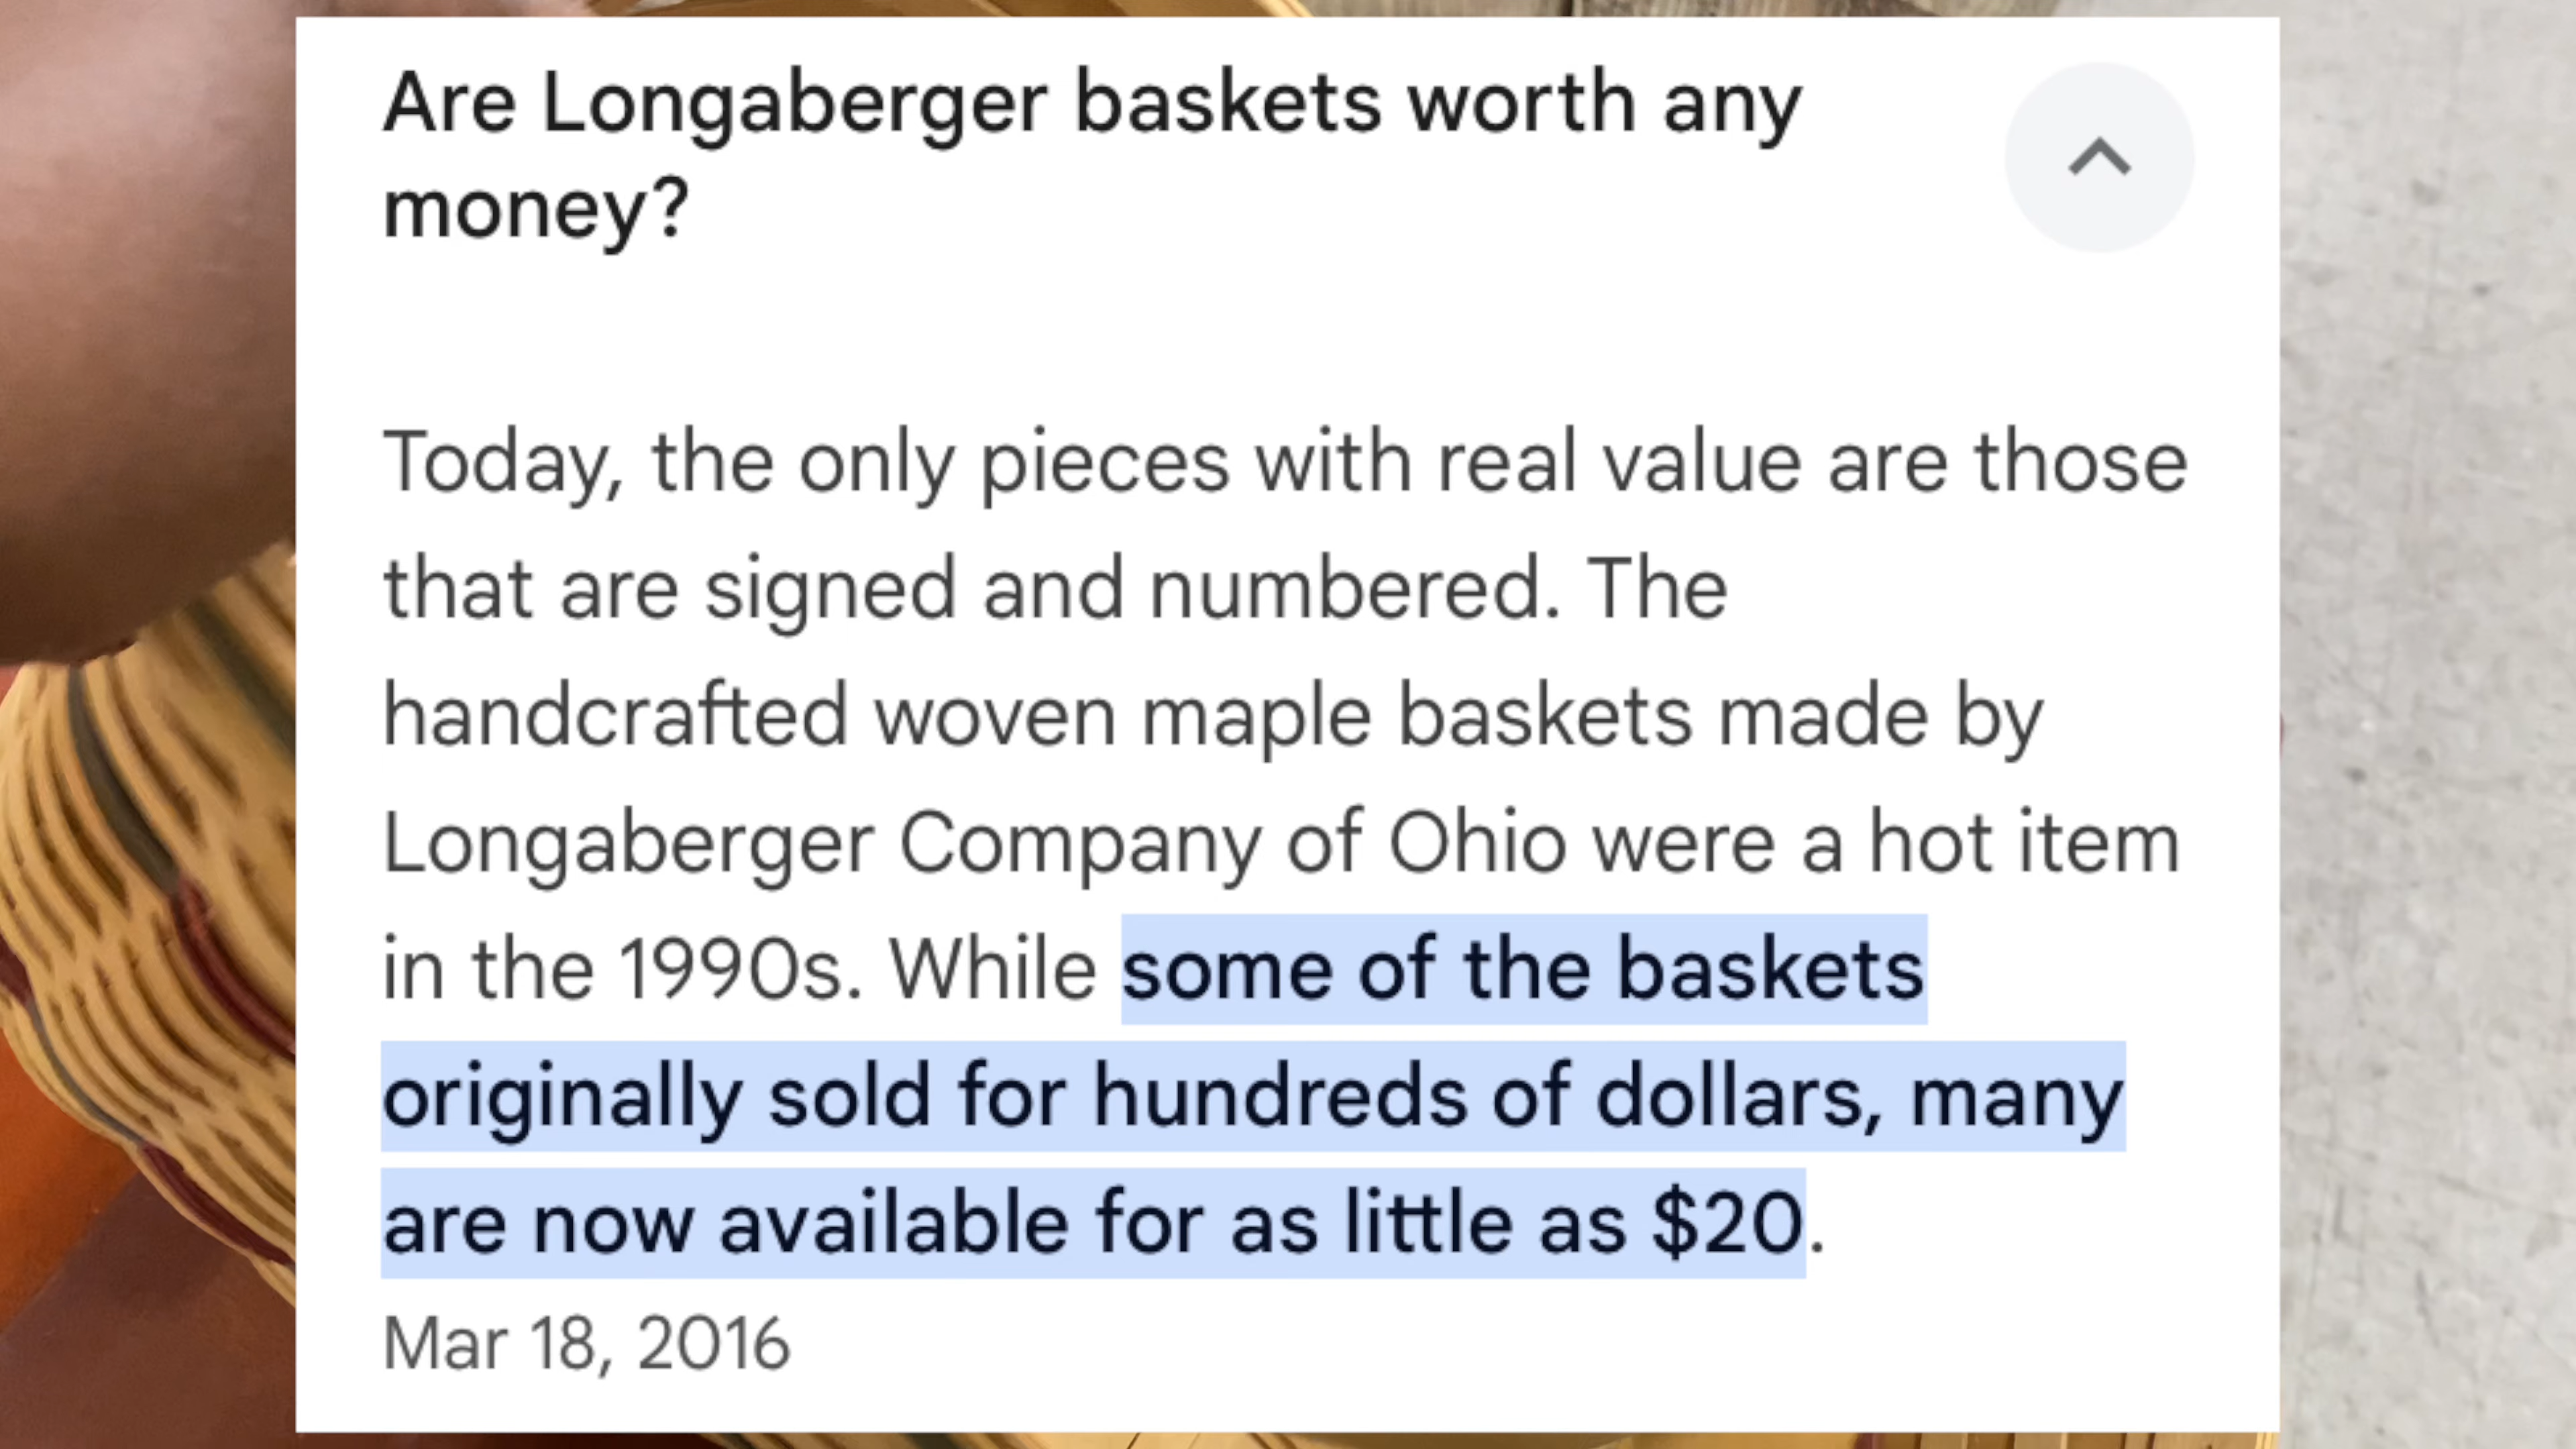 Are Longaberger baskets worth any
money?
Today, the only pieces with real value are those
that are signed and numbered. The
handcrafted woven maple baskets made by
Longaberger Company of Ohio were a hot item
in the 1990s. While some of the baskets
originally sold for hundreds of dollars, many
are now available for as little as $20.
Mar 18, 2016